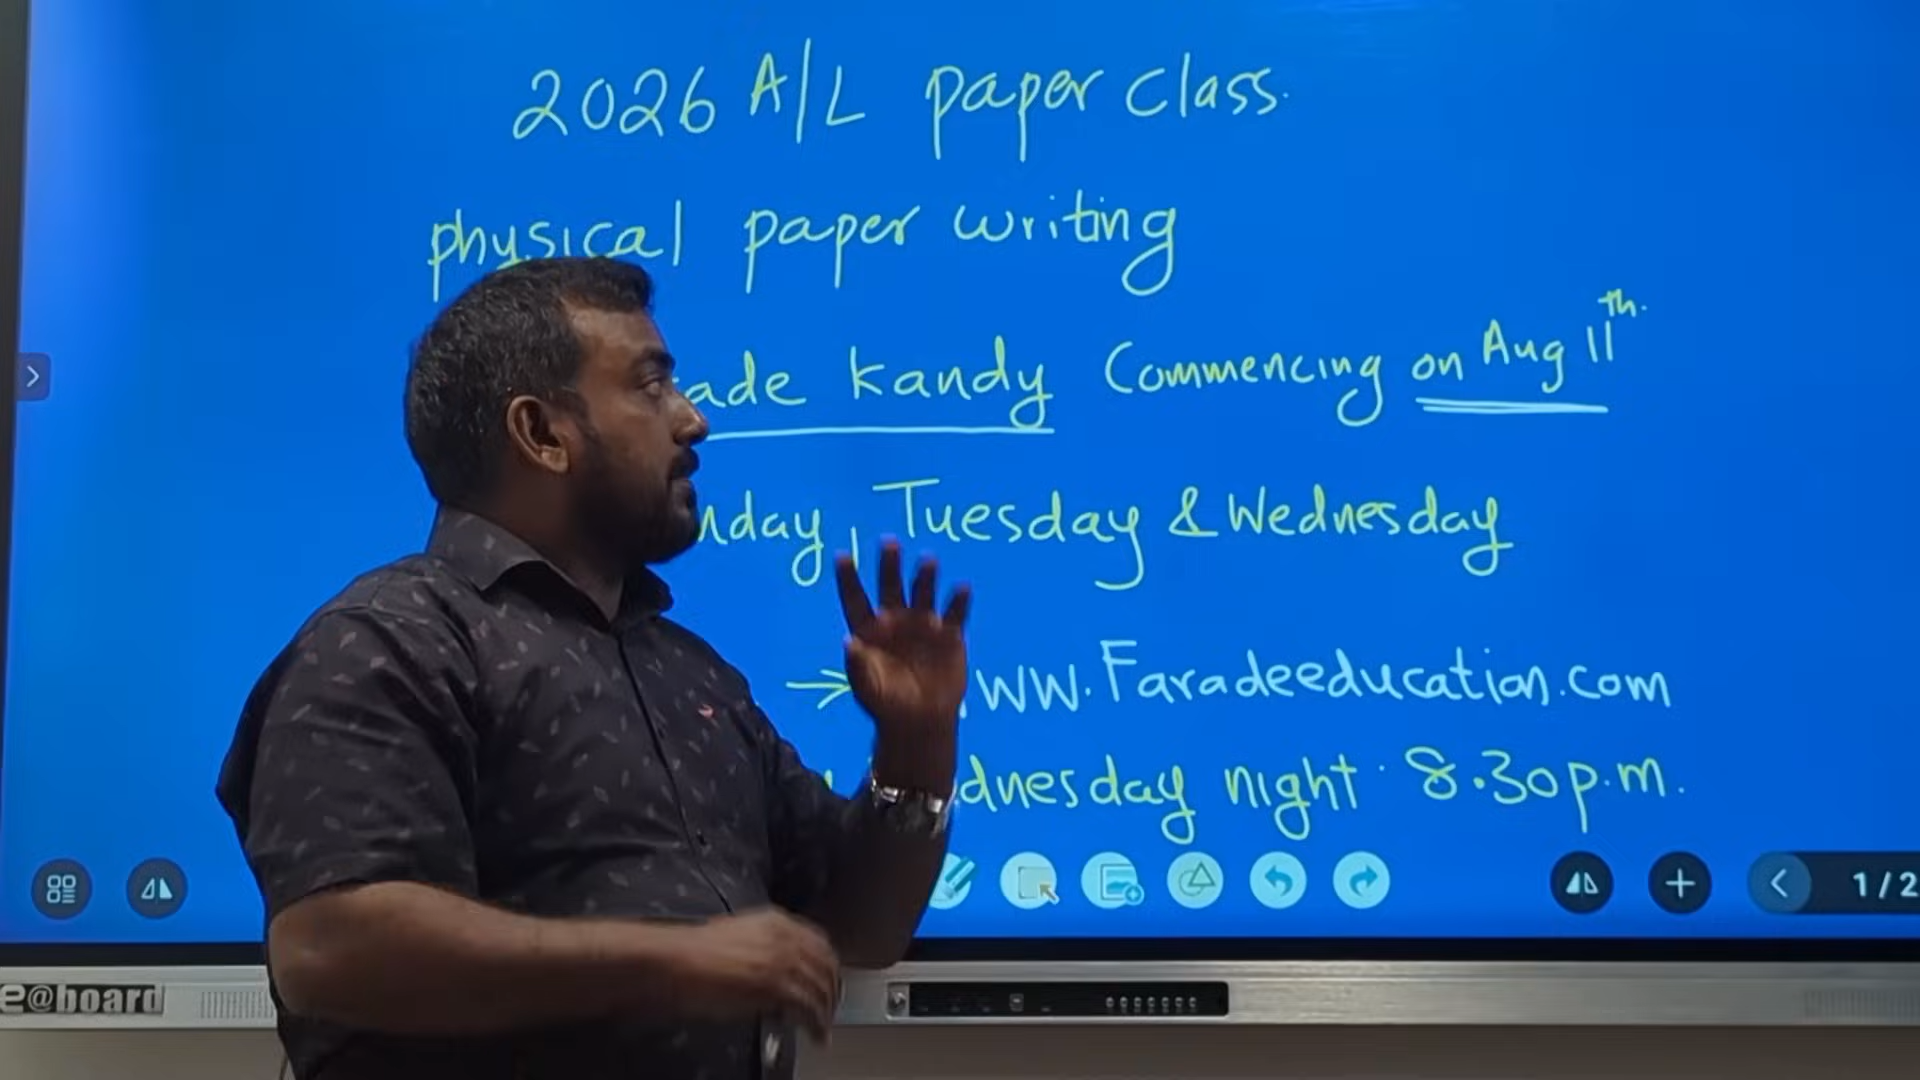 2026 A/L paper class.
physical paper writing
ade Kandy Commencing on Aug 11th.
nday, Tuesday & Wednesday
→ WW.Faradeeducation.com
dnesday night 8.30p.m.
1/2
e@board